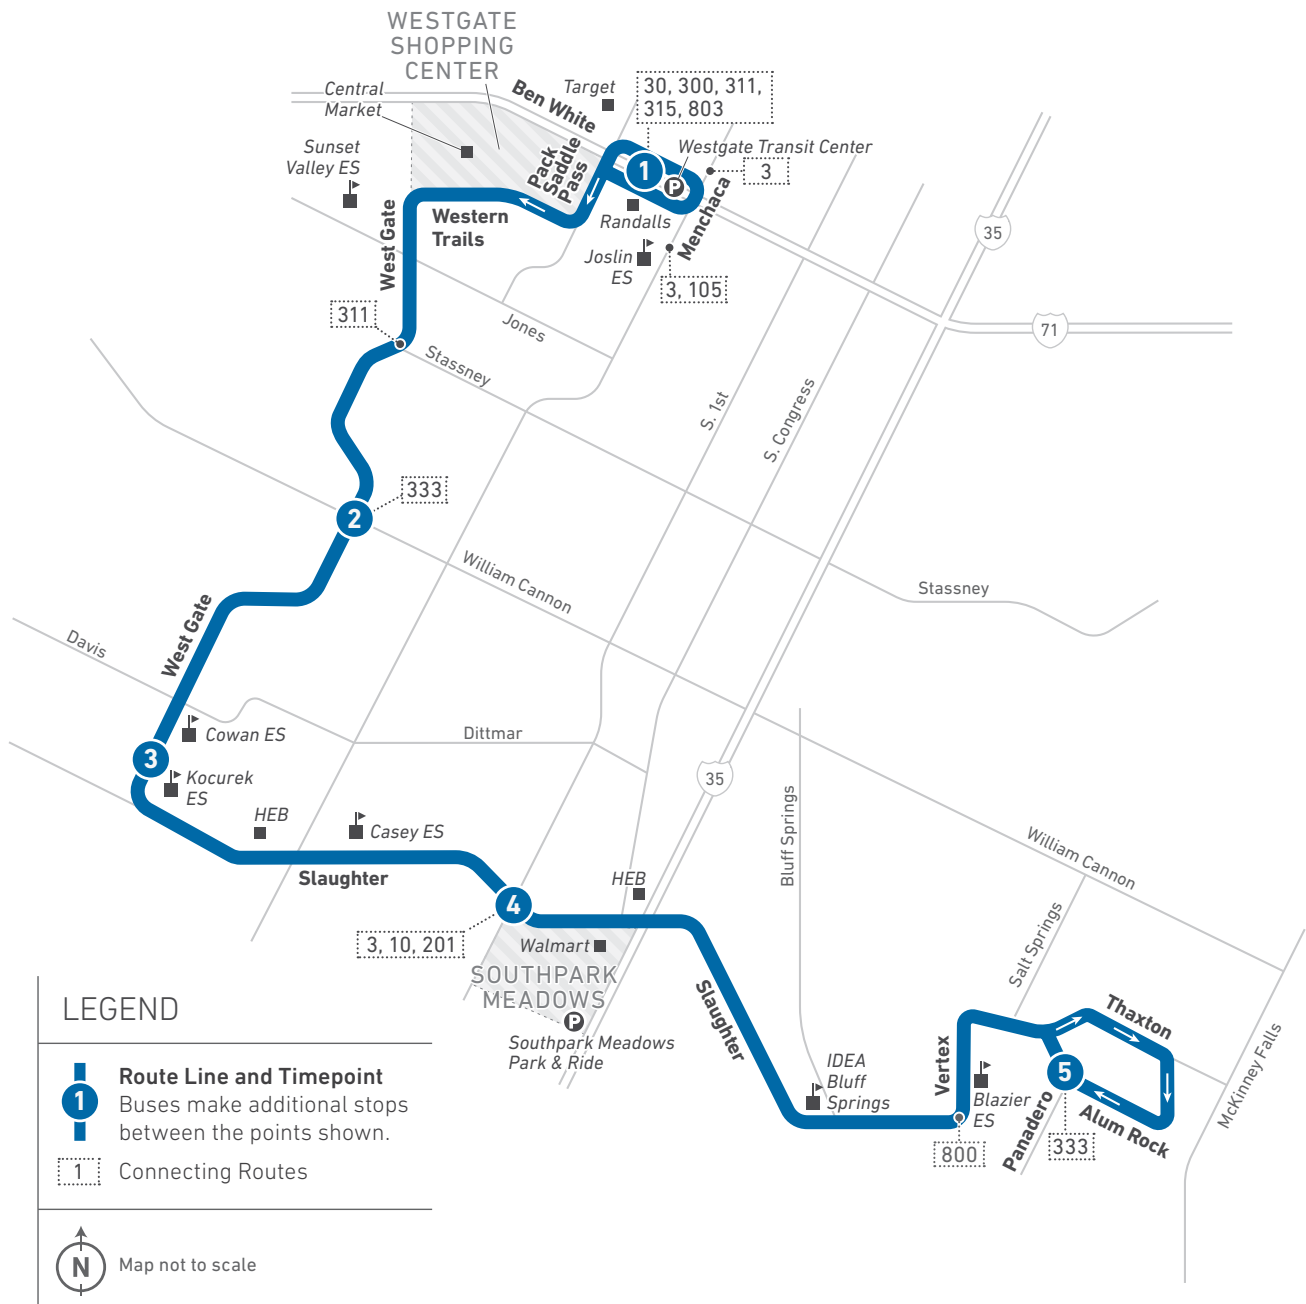 WESTGATE
SHOPPING
CENTER
Central
Market
Sunset
Valley ES
Ben White
Target
30, 300, 311,
315, 803
Westgate Transit Center
1
P
3
Pack
Saddle
Pass
Randalls
Menchaca
Joslin
ES
3, 105
West Gate
Western
Trails
35
71
311
Jones
Stassney
S. 1st
S. Congress
333
2
William Cannon
Stassney
West Gate
Davis
Cowan ES
Dittmar
3
Kocurek
ES
35
HEB
Casey ES
Bluff Springs
William Cannon
Slaughter
HEB
4
3, 10, 201
Walmart
SOUTHPARK
MEADOWS
P
Southpark Meadows
Park & Ride
Slaughter
Salt Springs
Thaxton
IDEA
Bluff
Springs
Vertex
5
Blazier
ES
Panadero
Alum Rock
McKinney Falls
800
333
LEGEND
1
Route Line and Timepoint
Buses make additional stops
between the points shown.
1
Connecting Routes
N
Map not to scale